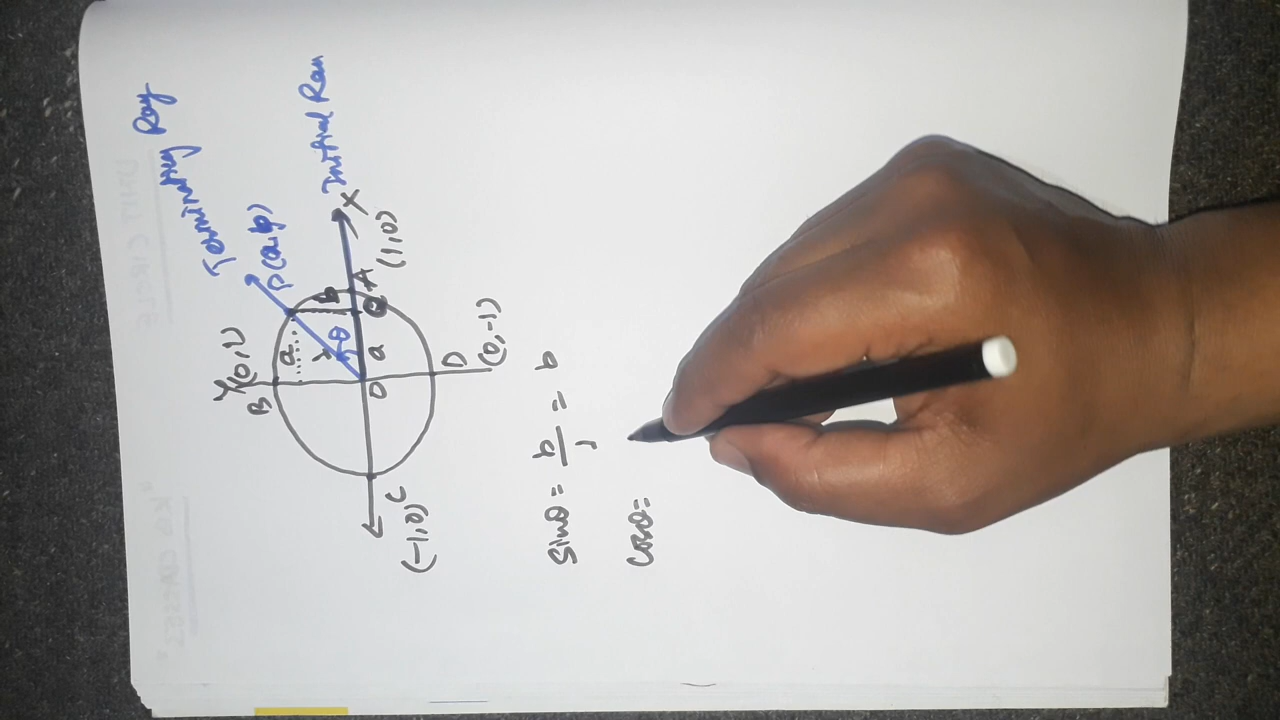 Terminating Ray
Y(0,1)
B
P(a,b)
a
b
1
θ
Initial Ray
C
(-1,0)
O
a
Q
A
X
(1,0)
D
(0,-1)
Sinθ = b/1 = b
Cosθ=